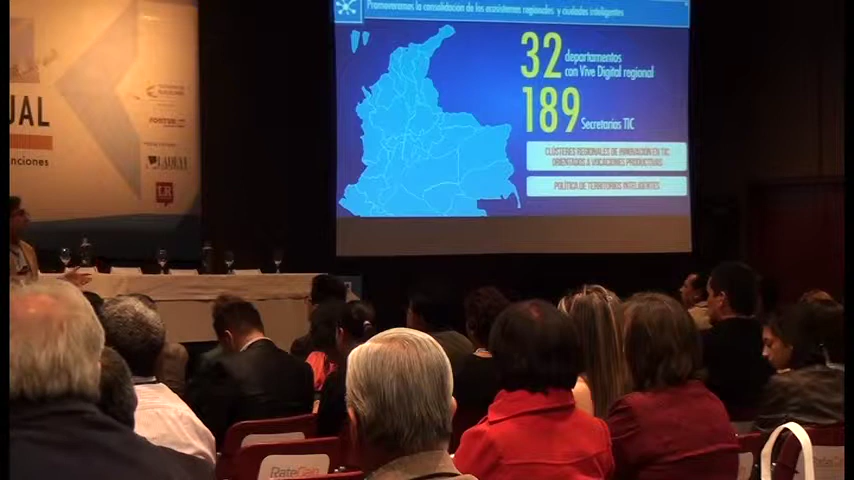 Promoveremos la consolidación de los ecosistemas regionales y ciudades inteligentes
32 departamentos
con Vive Digital regional
189 Secretarías TIC
CLÚSTERES REGIONALES DE INNOVACIÓN EN TIC
ORIENTADOS A VOCACIONES PRODUCTIVAS
POLÍTICA DE TERRITORIOS INTELIGENTES
UAL
nciones
FONTUR
LR
RateGain